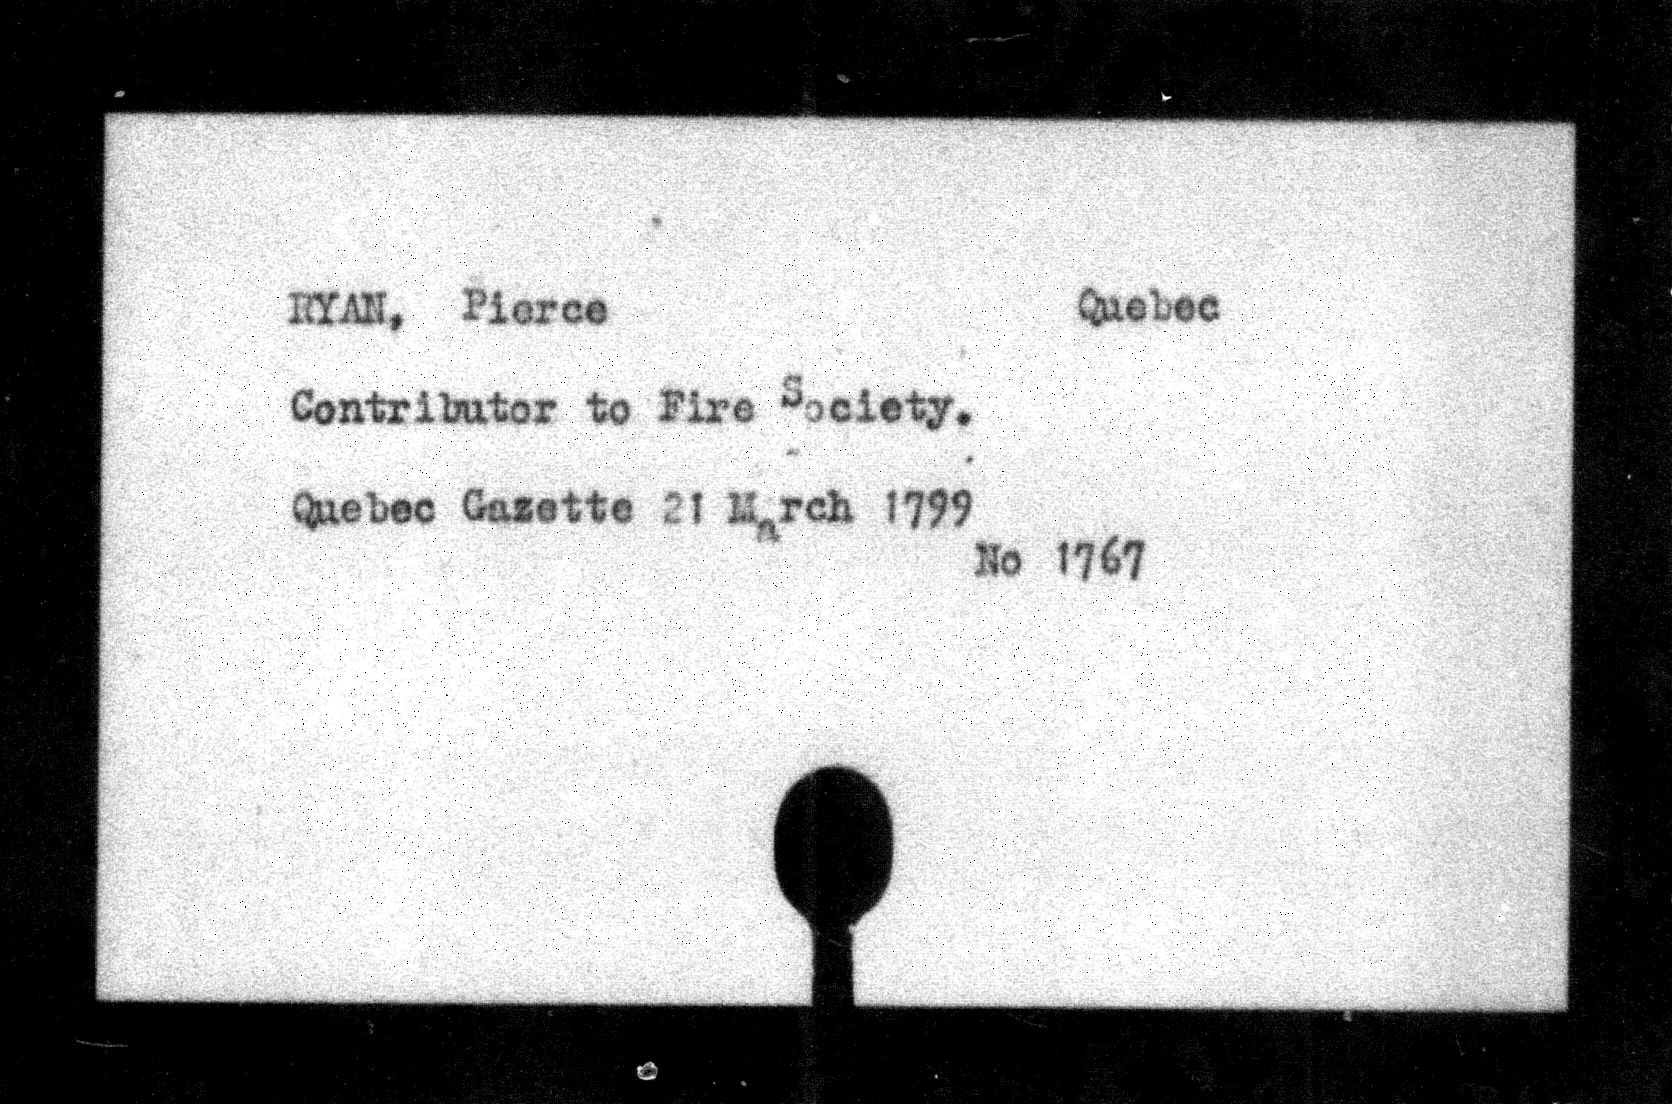 RYAN, Pierce Quebec
Contributor to Fire Society.
Quebec Gazette 21 March 1799
No 1767